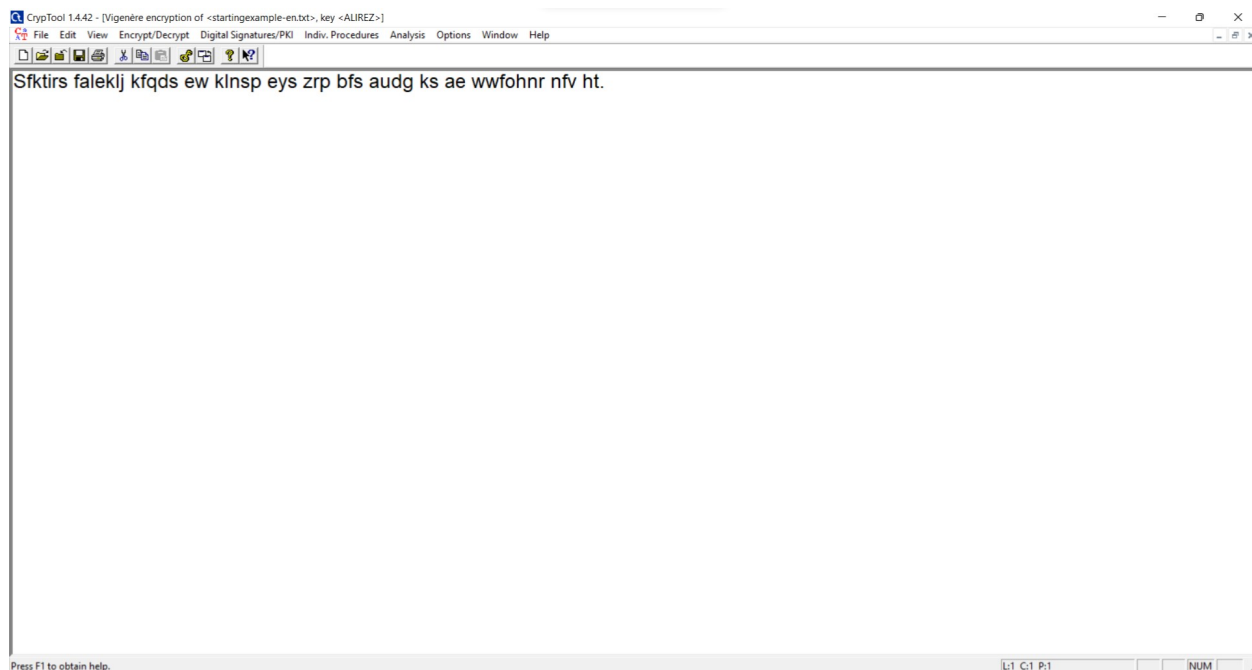 CrypTool 1.4.42 - [Vigenère encryption of <startingexample-en.txt>, key <ALIREZ>]
File Edit View Encrypt/Decrypt Digital Signatures/PKI Indiv. Procedures Analysis Options Window Help
Sfktirs faleklj kfqds ew klnsp eys zrp bfs audg ks ae wwfohnr nfv ht.
Press F1 to obtain help. L:1 C:1 P:1 NUM